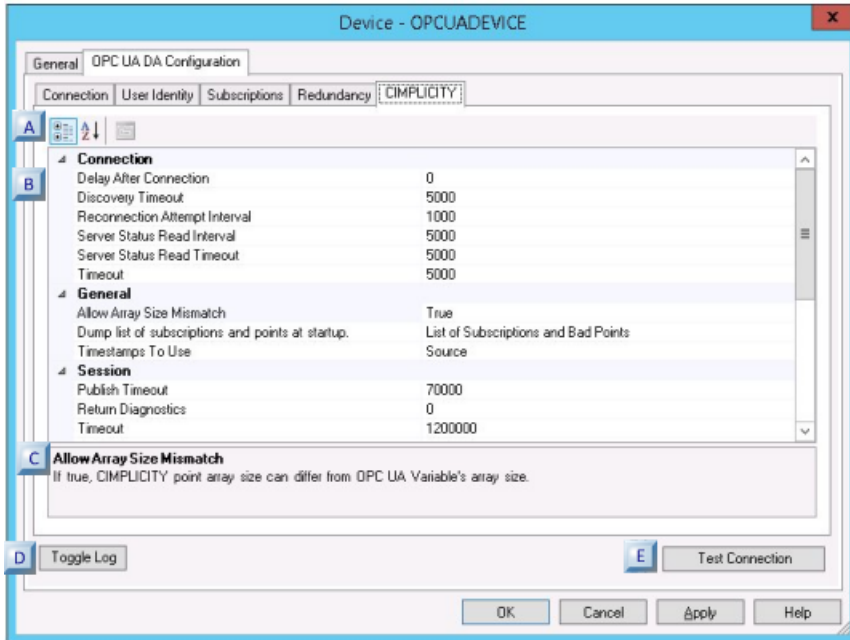 Device - OPCUADEVICE
x
General OPC UA DA Configuration
Connection User Identity Subscriptions Redundancy CIMPLICITY
A
B
Connection
Delay After Connection 0
Discovery Timeout 5000
Reconnection Attempt Interval 1000
Server Status Read Interval 5000
Server Status Read Timeout 5000
Timeout 5000
General
Allow Array Size Mismatch True
Dump list of subscriptions and points at startup. List of Subscriptions and Bad Points
Timestamps To Use Source
Session
Publish Timeout 70000
Return Diagnostics 0
Timeout 1200000
C Allow Array Size Mismatch
If true, CIMPLICITY point array size can differ from OPC UA Variable's array size.
D Toggle Log E Test Connection
OK Cancel Apply Help